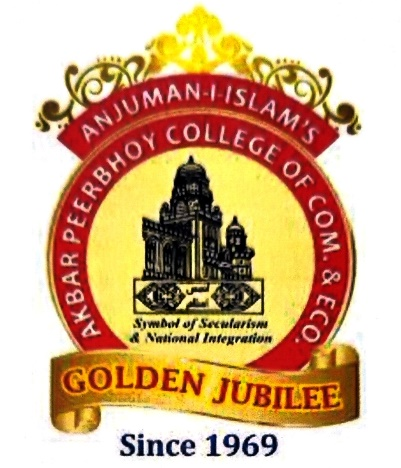 ANJUMAN-I-ISLAM'S
AKBAR PEERBHOY COLLEGE OF COM. & ECO.
Symbol of Secularism
& National Integration
GOLDEN JUBILEE
Since 1969